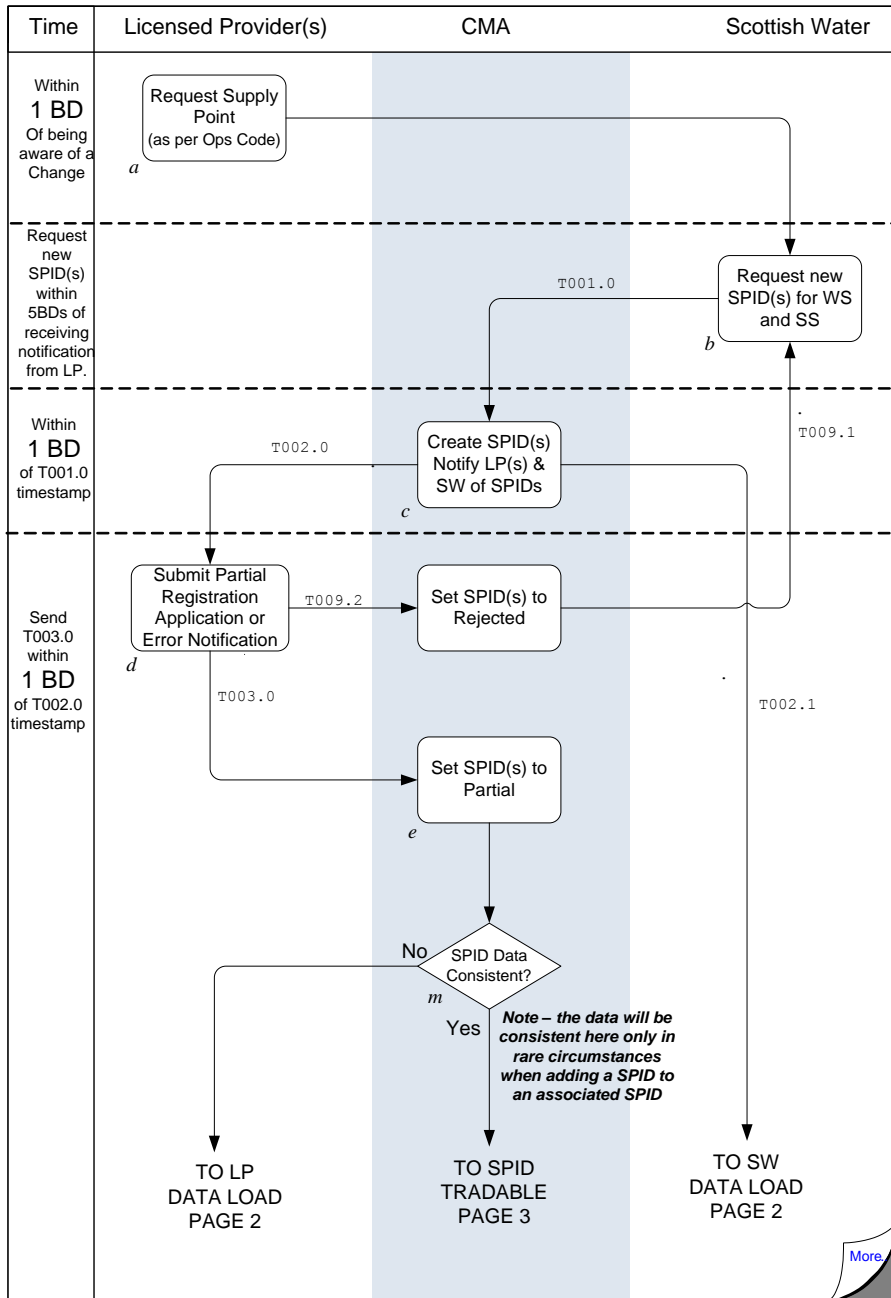 Time
Licensed Provider(s)
CMA
Scottish Water
Within
1 BD
Of being
aware of a
Change
Request Supply
Point
(as per Ops Code)
a
Request
new
SPID(s)
within
5BDs of
receiving
notification
from LP.
T001.0
Request new
SPID(s) for WS
and SS
b
Within
1 BD
of T001.0
timestamp
T002.0
Create SPID(s)
Notify LP(s) &
SW of SPIDs
c
T009.1
Send
T003.0
within
1 BD
of T002.0
timestamp
Submit Partial
Registration
Application or
Error Notification
d
T009.2
Set SPID(s) to
Rejected
T003.0
T002.1
Set SPID(s) to
Partial
e
No
SPID Data
Consistent?
m
Yes
Note – the data will be
consistent here only in
rare circumstances
when adding a SPID to
an associated SPID
TO LP
DATA LOAD
PAGE 2
TO SPID
TRADABLE
PAGE 3
TO SW
DATA LOAD
PAGE 2
More.